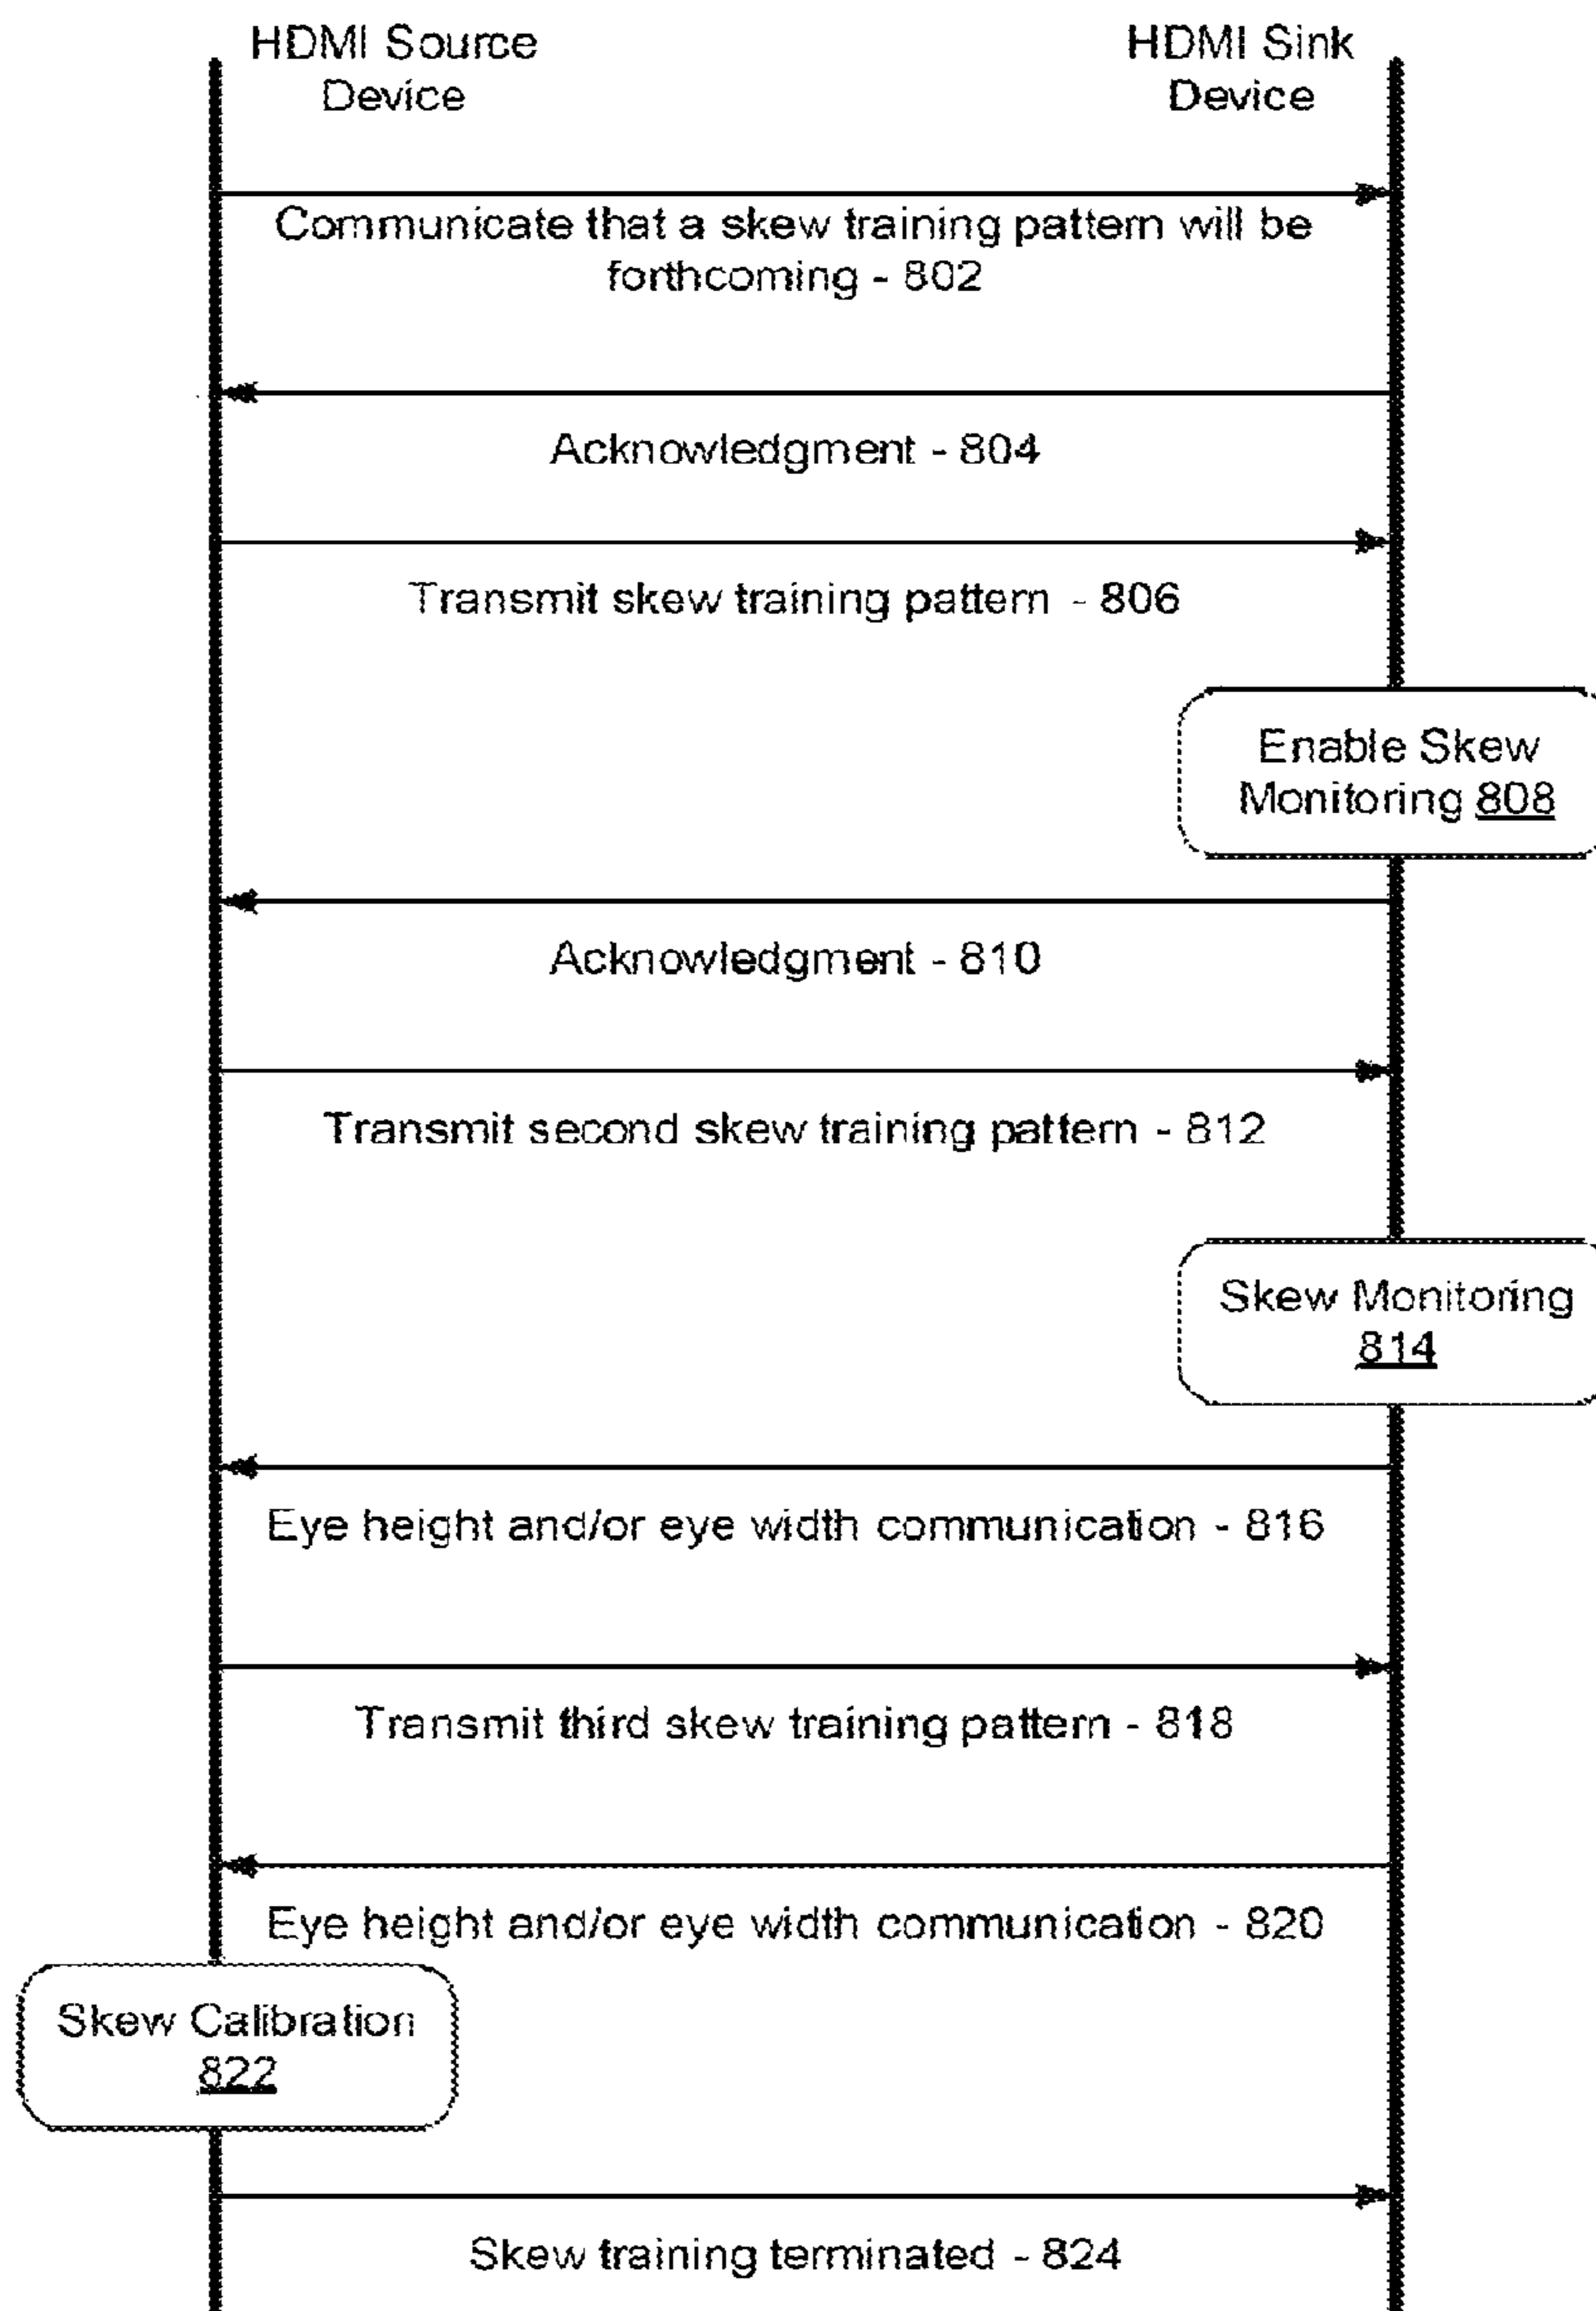 HDMI Source
Device
HDMI Sink
Device
Communicate that a skew training pattern will be
forthcoming - 802
Acknowledgment - 804
Transmit skew training pattern - 806
Enable Skew
Monitoring 808
Acknowledgment - 810
Transmit second skew training pattern - 812
Skew Monitoring
814
Eye height and/or eye width communication - 816
Transmit third skew training pattern - 818
Eye height and/or eye width communication - 820
Skew Calibration
822
Skew training terminated - 824